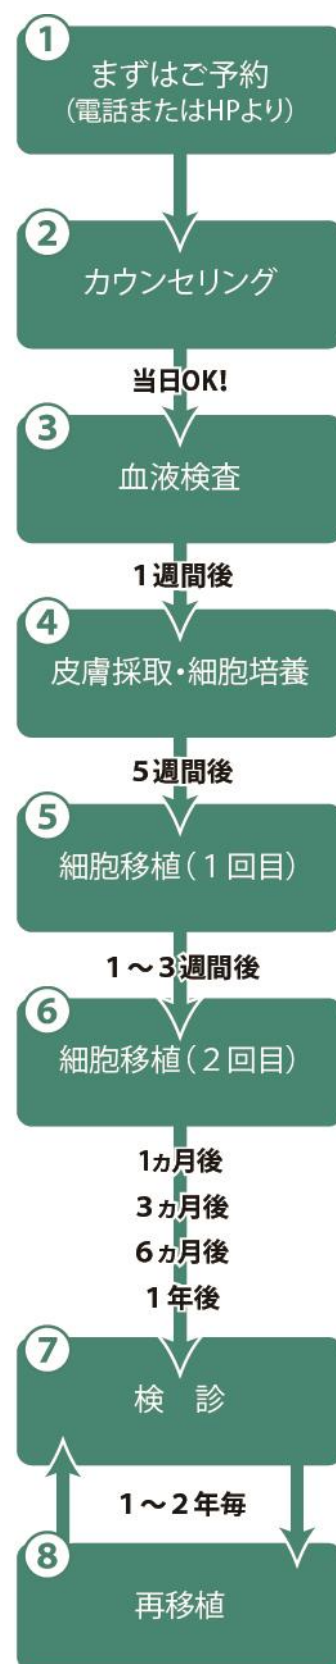 1
まずはご予約
(電話またはHPより)
2
カウンセリング
当日OK!
3
血液検査
1週間後
4
皮膚採取・細胞培養
5週間後
5
細胞移植(1回目)
1～3週間後
6
細胞移植(2回目)
1ヵ月後
3ヵ月後
6ヵ月後
1年後
7
検　診
1～2年毎
8
再移植